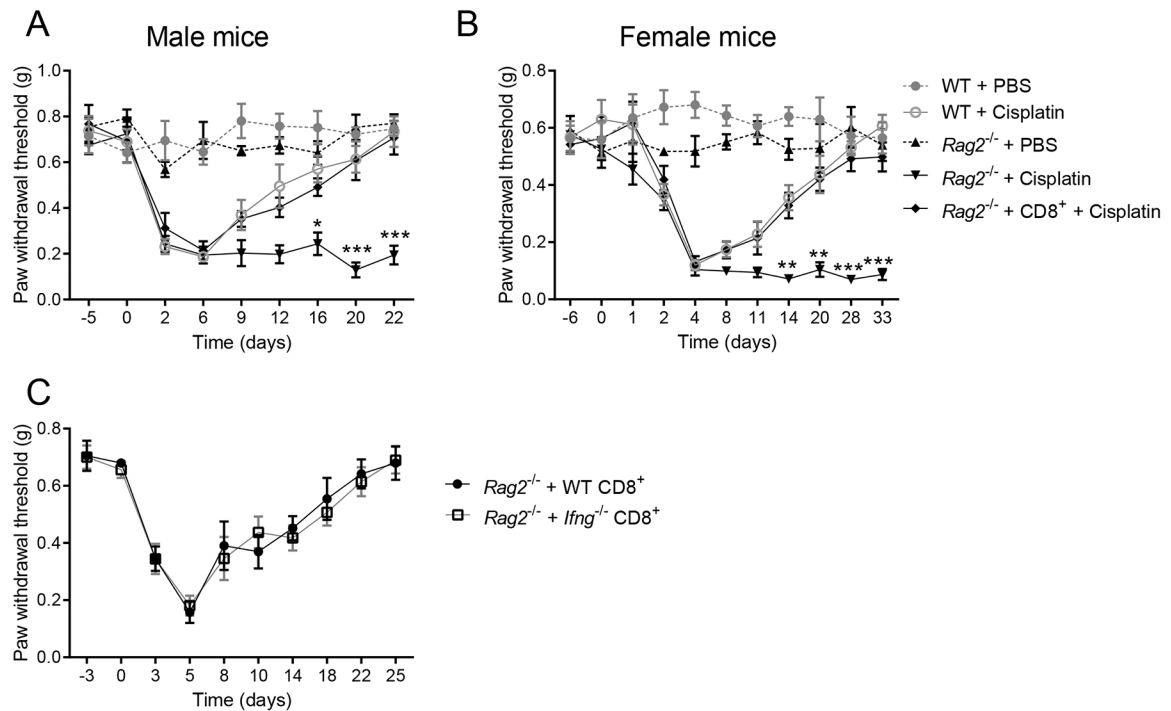 A
Male mice
Paw withdrawal threshold (g)
1.0
0.8
0.6
0.4
0.2
0.0
*
***
***
-5 0 2 6 9 12 16 20 22
Time (days)
B
Female mice
Paw withdrawal threshold (g)
0.8
0.6
0.4
0.2
0.0
**
**
***
***
-6 0 1 2 4 8 11 14 20 28 33
Time (days)
WT + PBS
WT + Cisplatin
Rag2-/- + PBS
Rag2-/- + Cisplatin
Rag2-/- + CD8+ + Cisplatin
C
Paw withdrawal threshold (g)
0.8
0.6
0.4
0.2
0.0
-3 0 3 5 8 10 14 18 22 25
Time (days)
Rag2-/- + WT CD8+
Rag2-/- + Ifng-/- CD8+